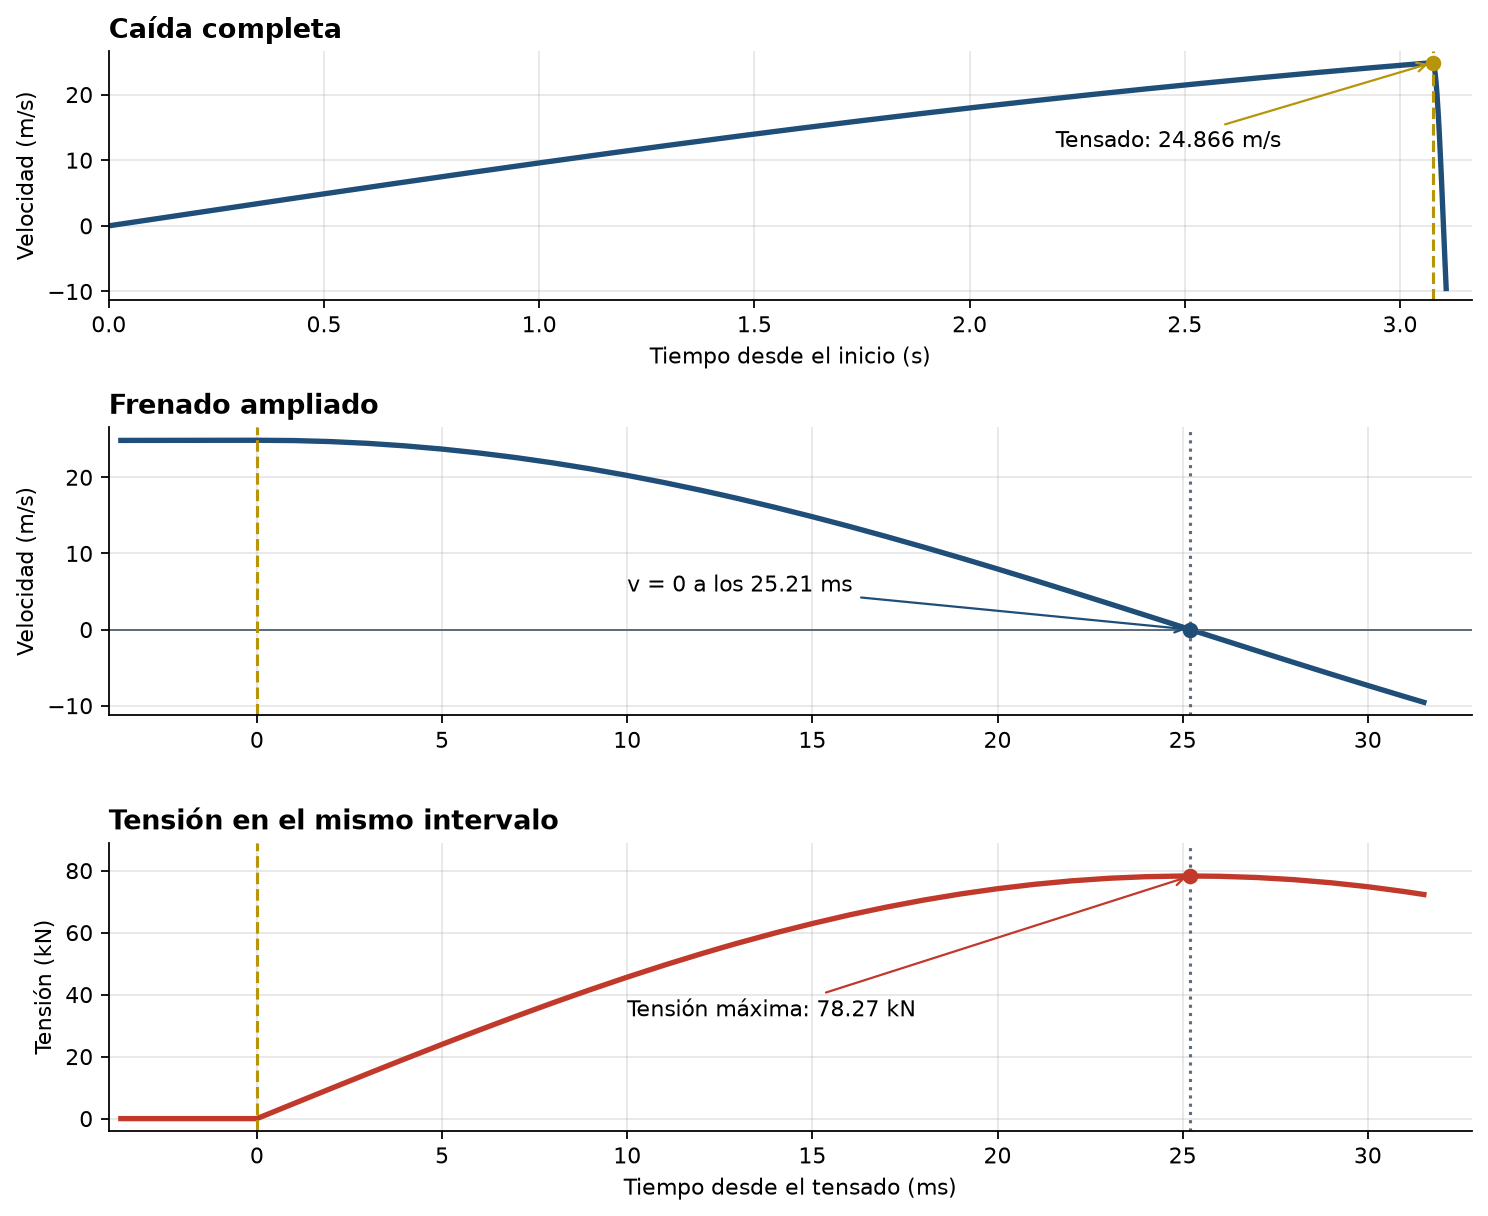 Caída completa
Velocidad (m/s)
20
10
0
−10
Tensado: 24.866 m/s
0.0 0.5 1.0 1.5 2.0 2.5 3.0
Tiempo desde el inicio (s)
Frenado ampliado
Velocidad (m/s)
20
10
0
−10
v = 0 a los 25.21 ms
0 5 10 15 20 25 30
Tensión en el mismo intervalo
Tensión (kN)
80
60
40
20
0
Tensión máxima: 78.27 kN
0 5 10 15 20 25 30
Tiempo desde el tensado (ms)